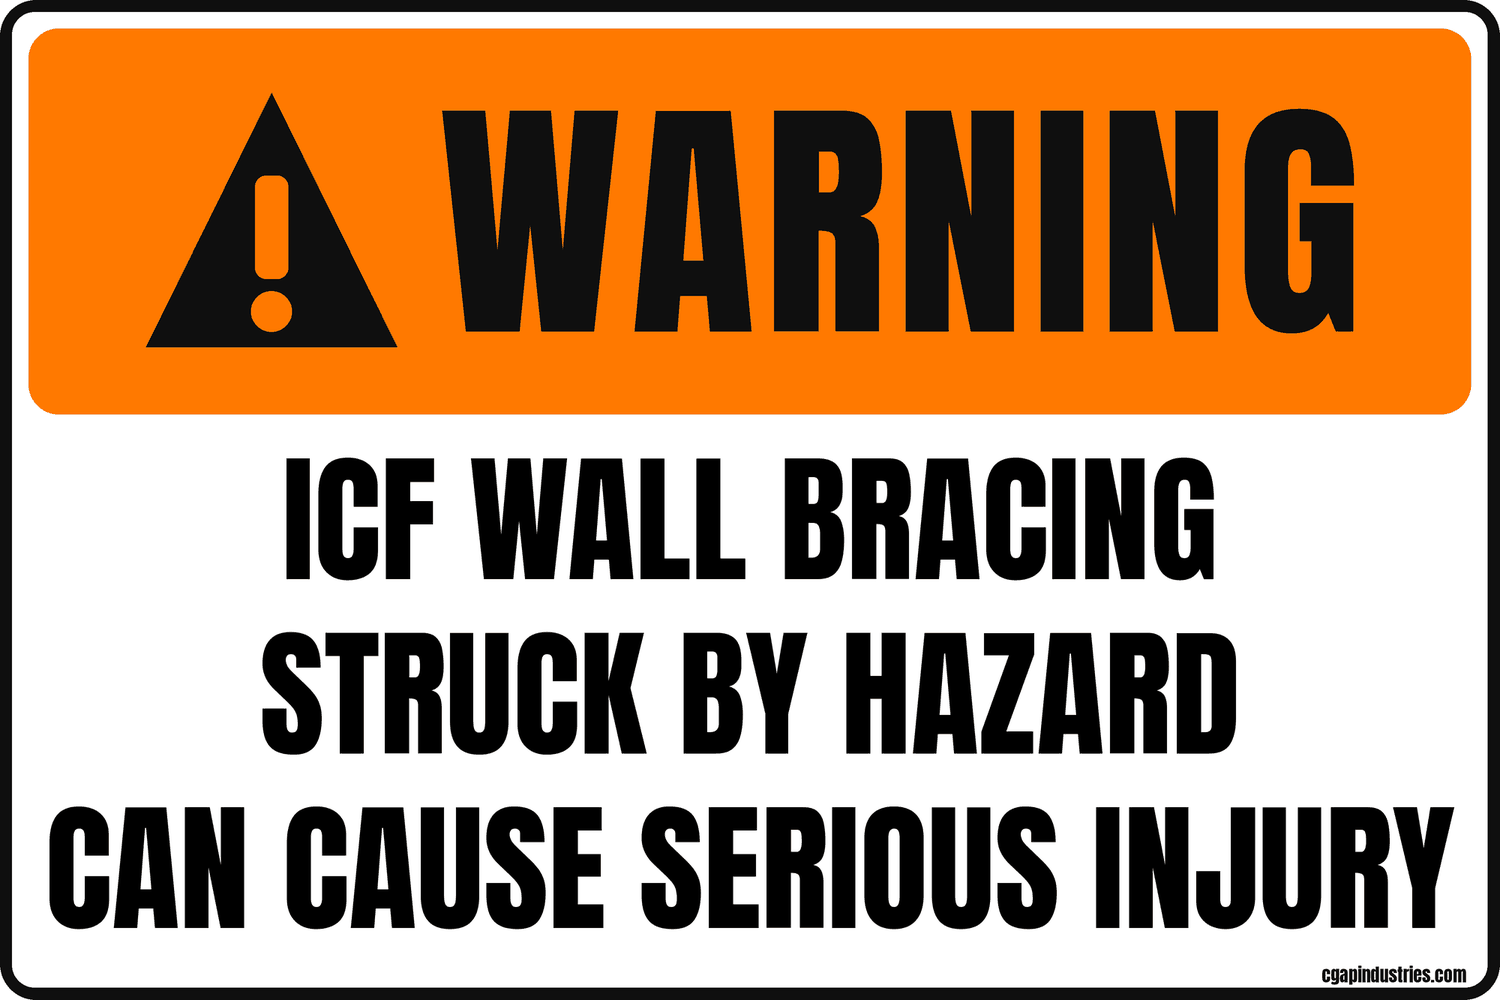 WARNING
ICF WALL BRACING
STRUCK BY HAZARD
CAN CAUSE SERIOUS INJURY
cgapindustries.com